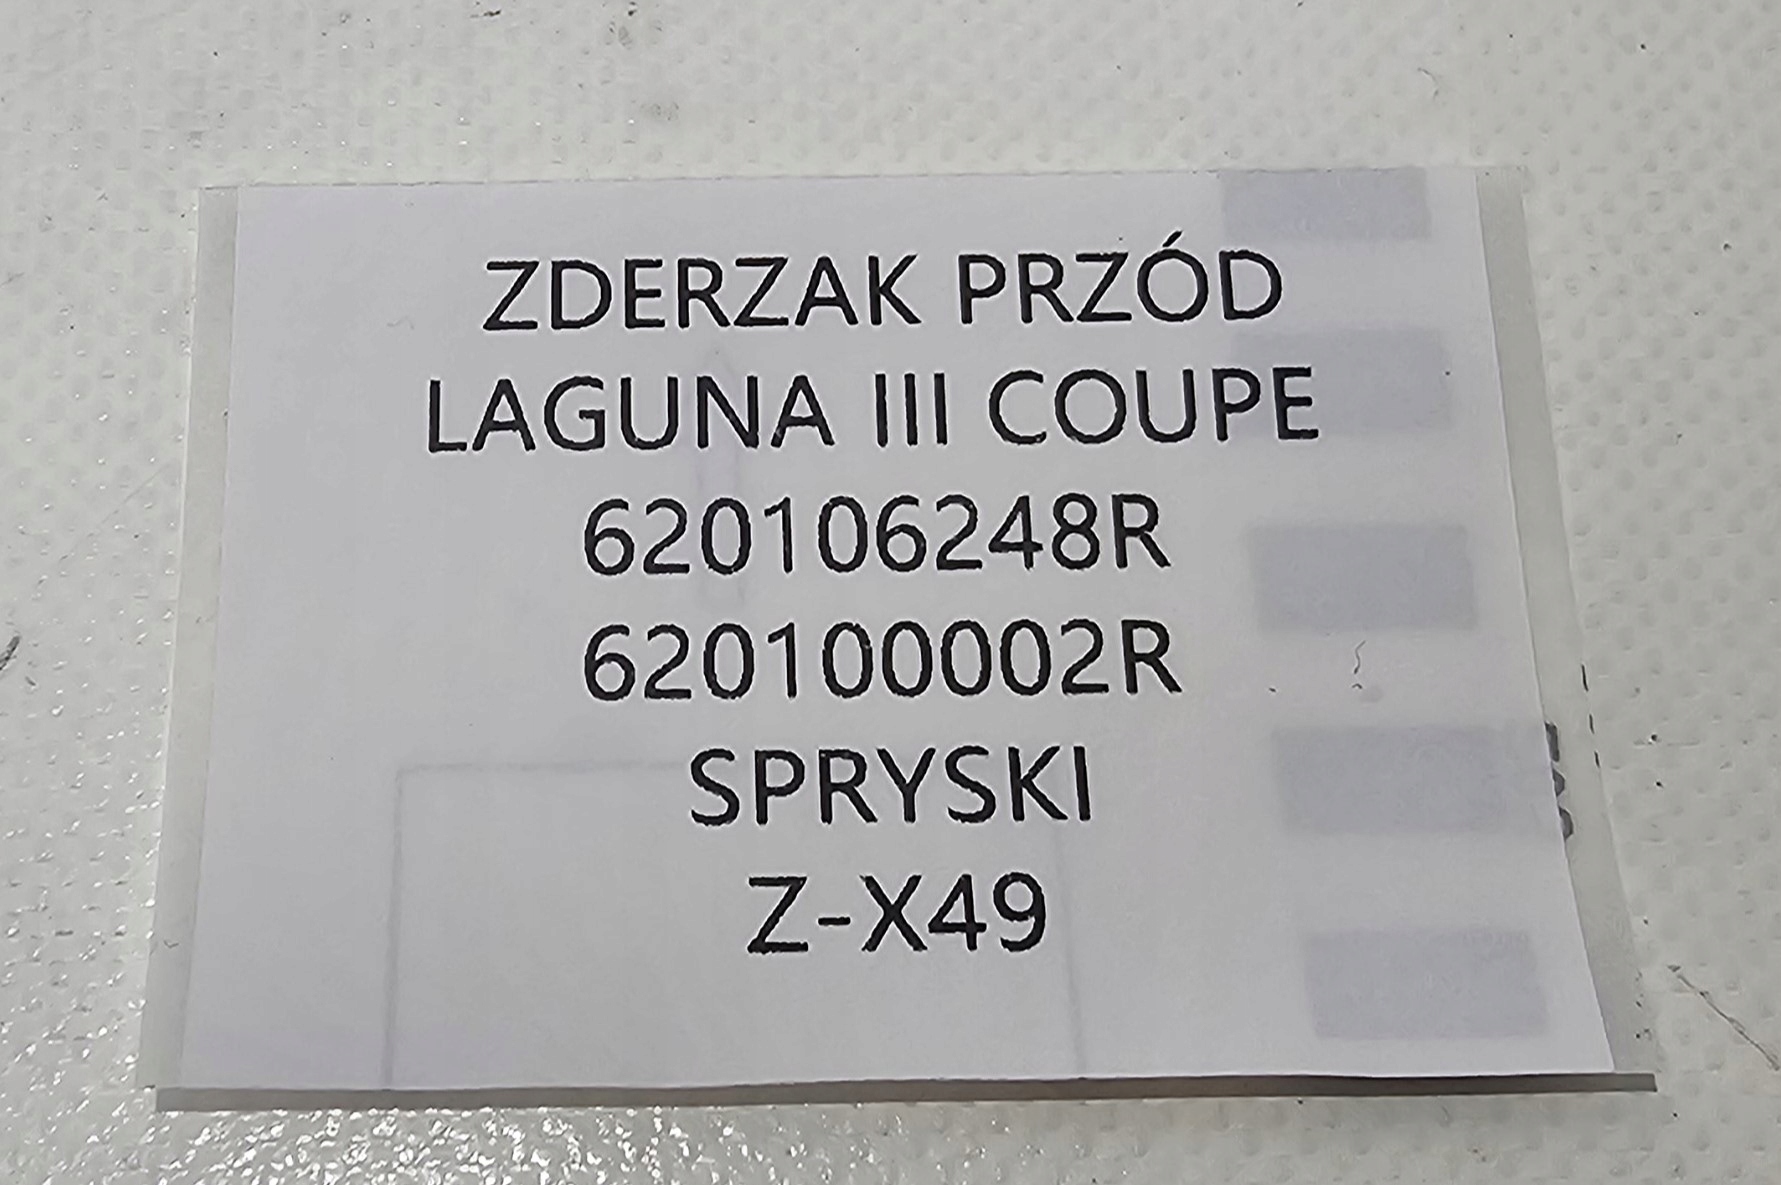 ZDERZAK PRZÓD
LAGUNA III COUPE
620106248R
620100002R
SPRYSKI
Z-X49